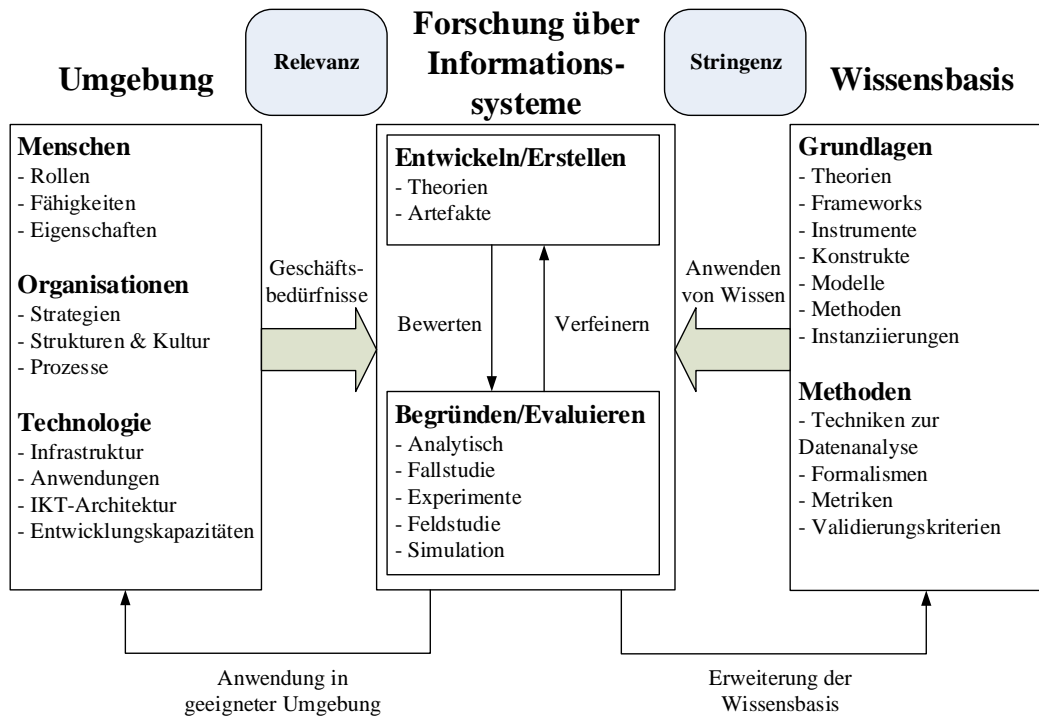 Umgebung
Relevanz
Forschung über
Informations-
systeme
Stringenz
Wissensbasis
Menschen
- Rollen
- Fähigkeiten
- Eigenschaften
Organisationen
- Strategien
- Strukturen & Kultur
- Prozesse
Technologie
- Infrastruktur
- Anwendungen
- IKT-Architektur
- Entwicklungskapazitäten
Geschäfts-
bedürfnisse
Entwickeln/Erstellen
- Theorien
- Artefakte
Bewerten
Verfeinern
Begründen/Evaluieren
- Analytisch
- Fallstudie
- Experimente
- Feldstudie
- Simulation
Anwenden
von Wissen
Grundlagen
- Theorien
- Frameworks
- Instrumente
- Konstrukte
- Modelle
- Methoden
- Instanziierungen
Methoden
- Techniken zur
Datenanalyse
- Formalismen
- Metriken
- Validierungskriterien
Anwendung in
geeigneter Umgebung
Erweiterung der
Wissensbasis